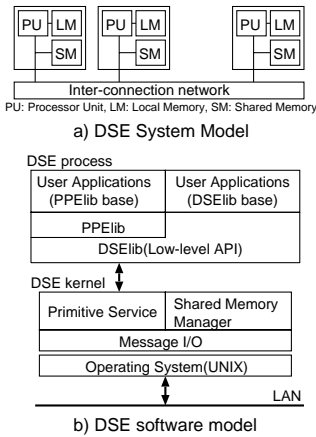 PU LM PU LM PU LM
SM SM SM
Inter-connection network
PU: Processor Unit, LM: Local Memory, SM: Shared Memory
a) DSE System Model
DSE process
User Applications (PPElib base)
User Applications (DSElib base)
PPElib
DSElib(Low-level API)
DSE kernel
Primitive Service
Shared Memory Manager
Message I/O
Operating System(UNIX)
LAN
b) DSE software model